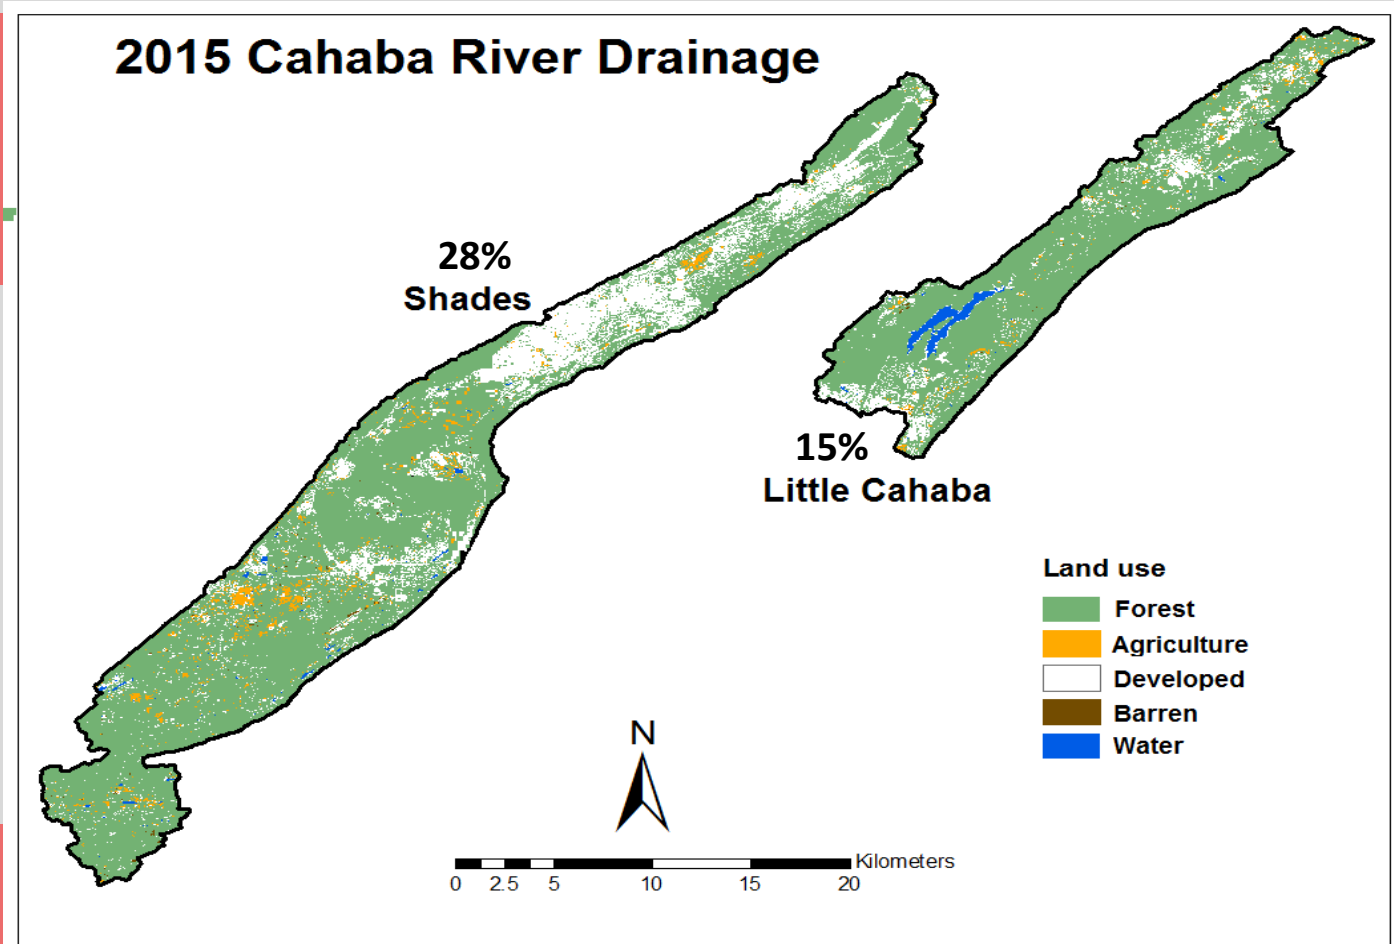 2015 Cahaba River Drainage
28%
Shades
15%
Little Cahaba
Land use
Forest
Agriculture
Developed
Barren
Water
N
Kilometers
0 2.5 5 10 15 20